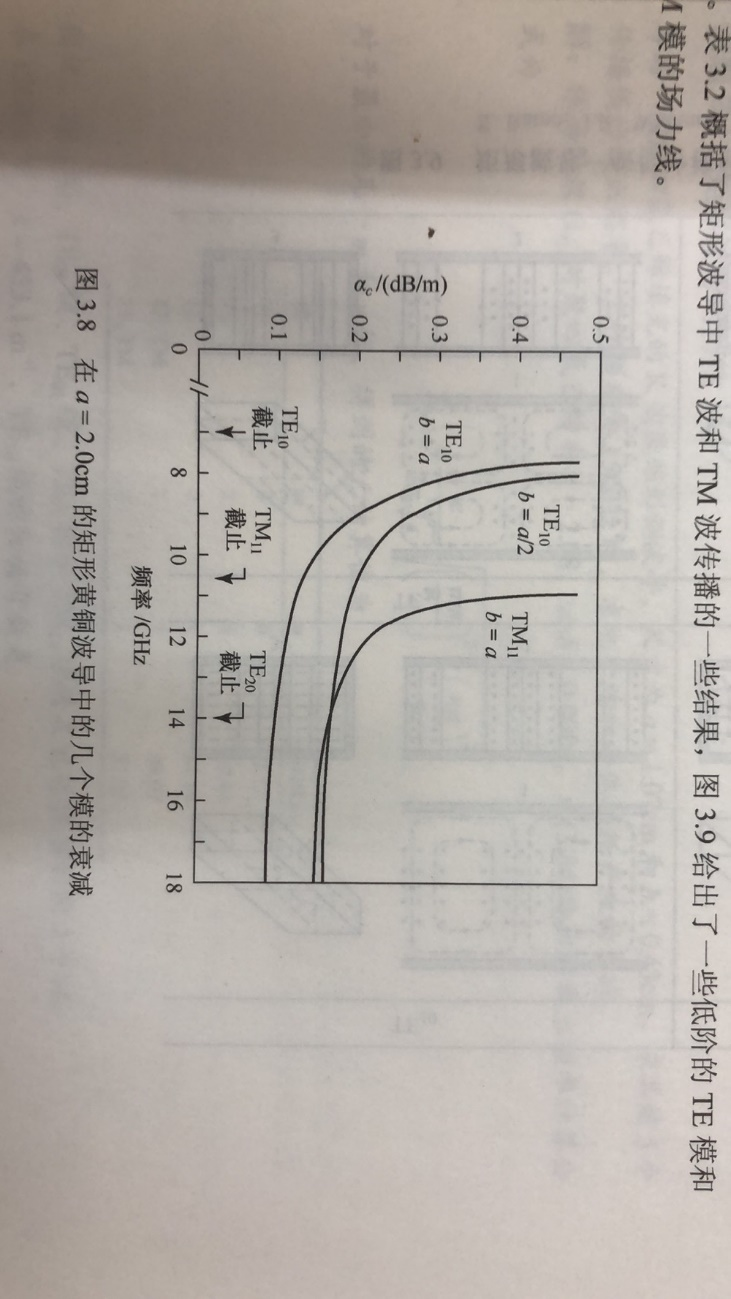 。表 3.2 概括了矩形波导中 TE 波和 TM 波传播的一些结果，图 3.9 给出了一些低阶的 TE 模和
模的场力线。
0.5
0.4
0.3
0.2
0.1
0
αc/(dB/m)
TE10
b = a/2
TM11
b = a
TE10
b = a
TE10
截止
TM11
截止
TE20
截止
0
8
10
12
14
16
18
频率 /GHz
图 3.8 在 a = 2.0cm 的矩形黄铜波导中的几个模的衰减